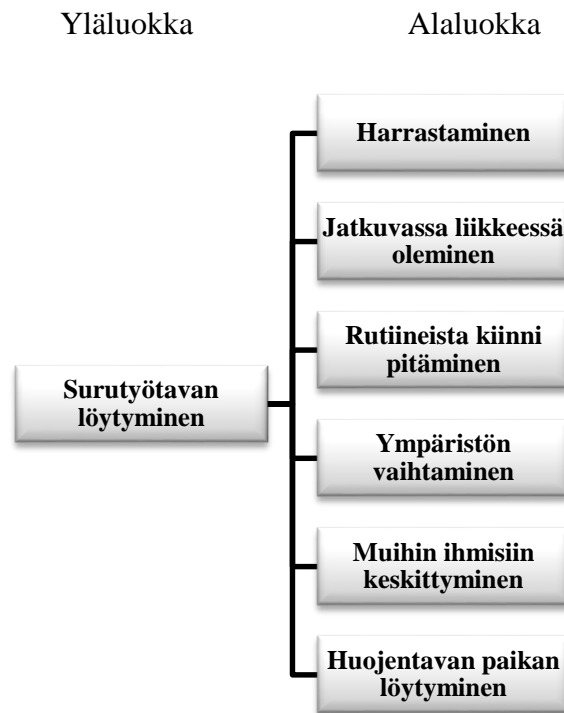 Yläluokka
Alaluokka
Harrastaminen
Jatkuvassa liikkeessä
oleminen
Rutiineista kiinni
pitäminen
Surutyötavan
löytyminen
Ympäristön
vaihtaminen
Muihin ihmisiin
keskittyminen
Huojentavan paikan
löytyminen